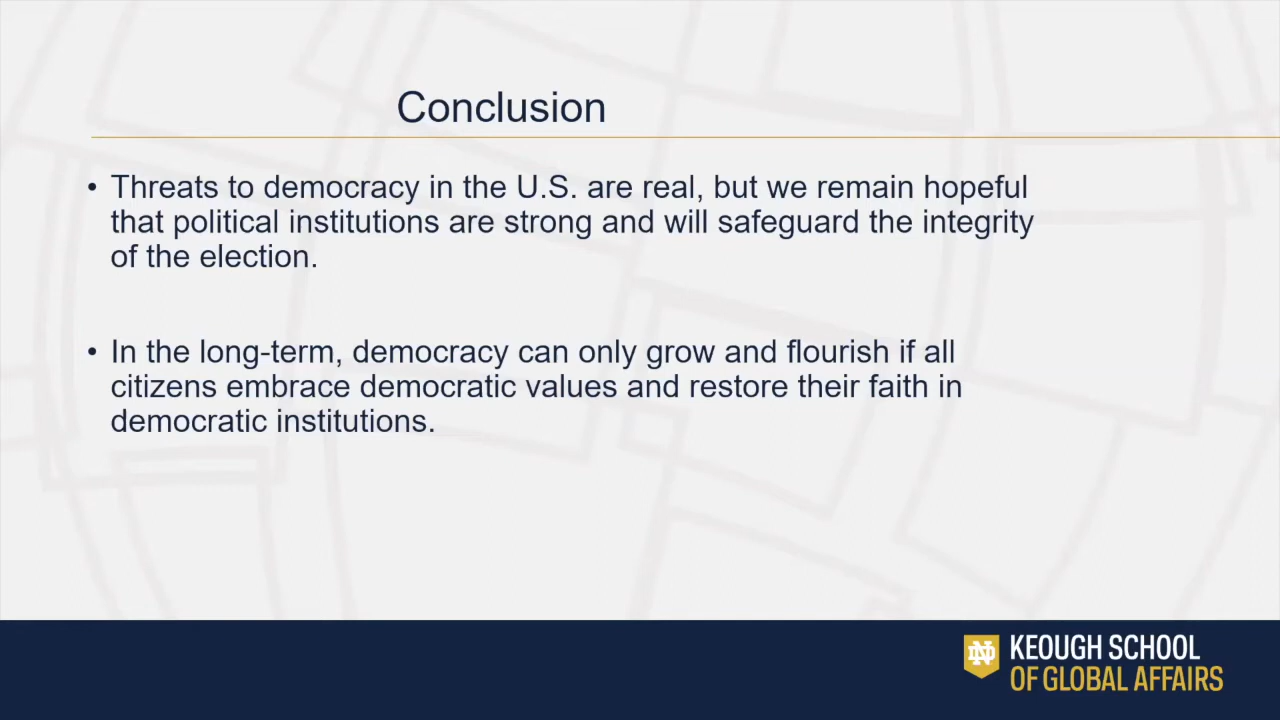 Conclusion
• Threats to democracy in the U.S. are real, but we remain hopeful
that political institutions are strong and will safeguard the integrity
of the election.
• In the long-term, democracy can only grow and flourish if all
citizens embrace democratic values and restore their faith in
democratic institutions.
ND
KEOUGH SCHOOL
OF GLOBAL AFFAIRS